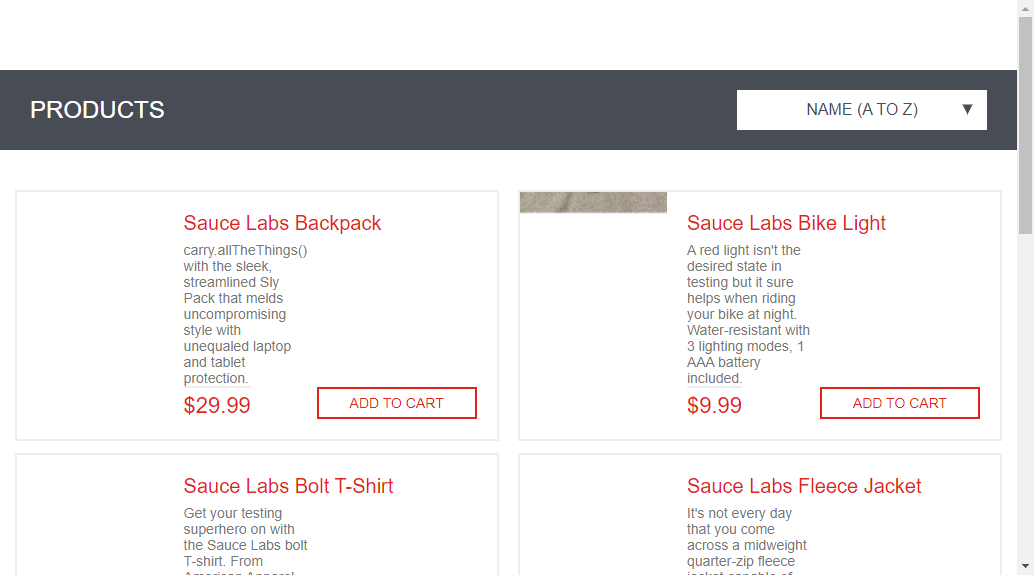 PRODUCTS
NAME (A TO Z)
Sauce Labs Backpack
carry.allTheThings()
with the sleek,
streamlined Sly
Pack that melds
uncompromising
style with
unequaled laptop
and tablet
protection.
$29.99
ADD TO CART
Sauce Labs Bike Light
A red light isn't the
desired state in
testing but it sure
helps when riding
your bike at night.
Water-resistant with
3 lighting modes, 1
AAA battery
included.
$9.99
ADD TO CART
Sauce Labs Bolt T-Shirt
Get your testing
superhero on with
the Sauce Labs bolt
T-shirt. From
American Apparel,
Sauce Labs Fleece Jacket
It's not every day
that you come
across a midweight
quarter-zip fleece
jacket capable of